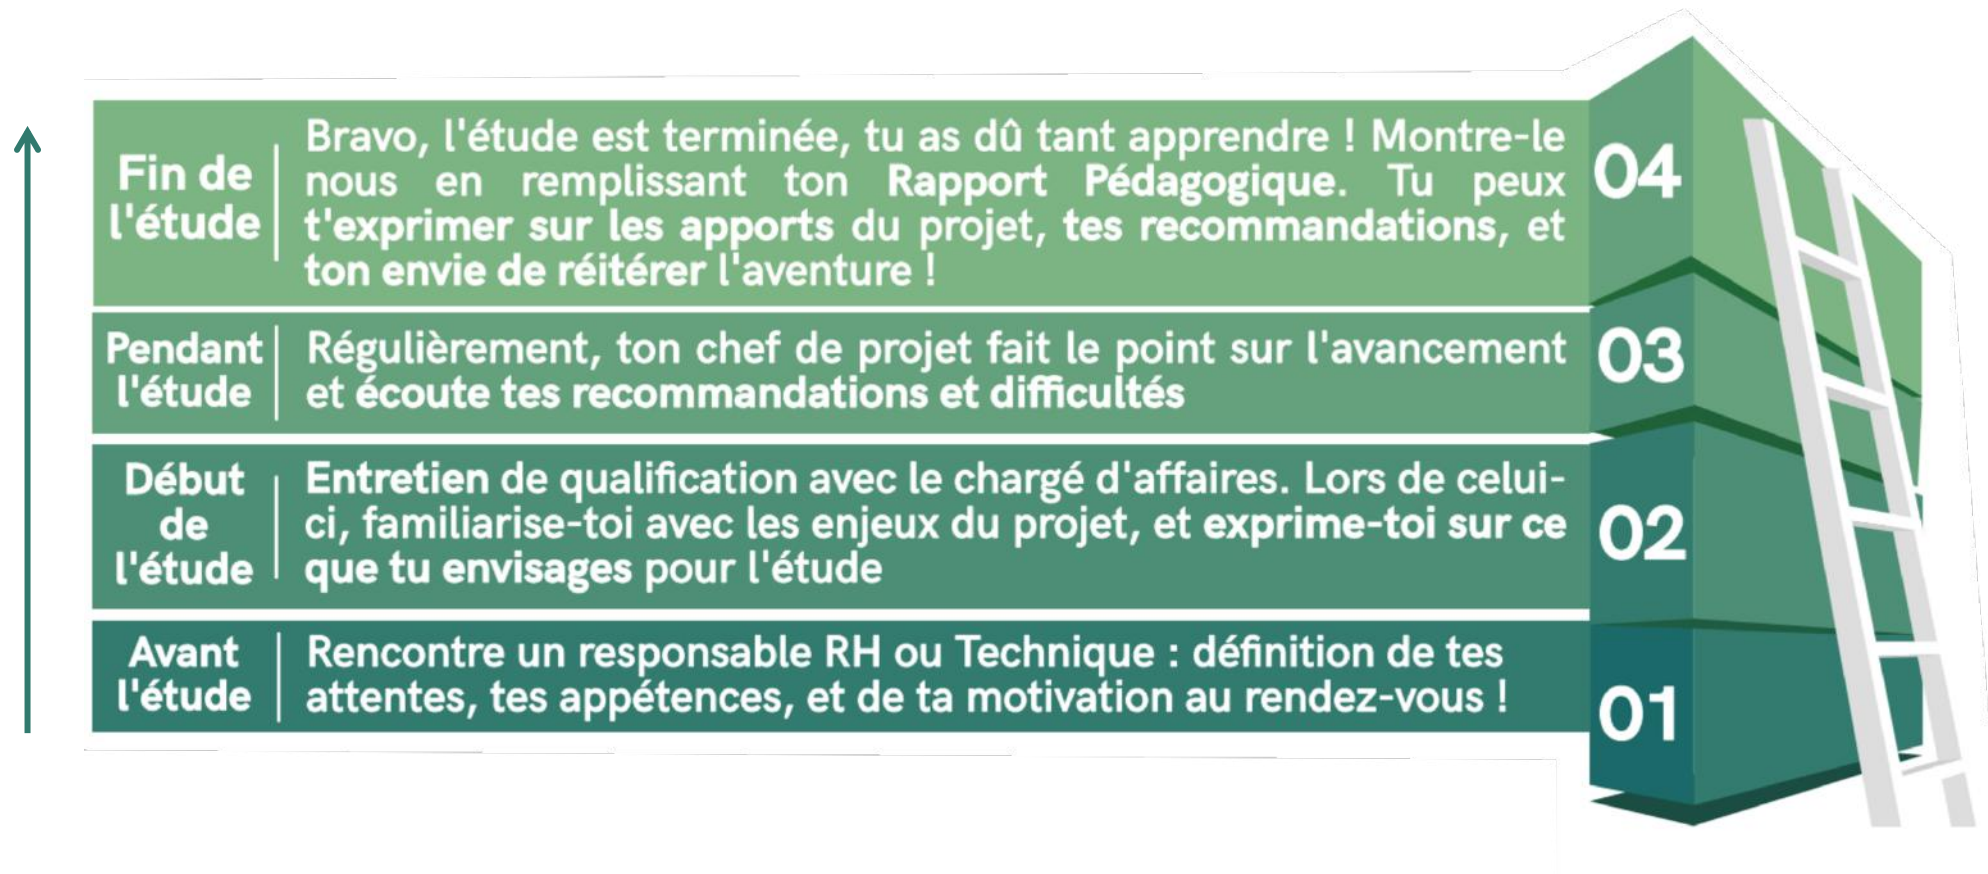 Fin de
l'étude
Bravo, l'étude est terminée, tu as dû tant apprendre ! Montre-le
nous en remplissant ton Rapport Pédagogique. Tu peux
t'exprimer sur les apports du projet, tes recommandations, et
ton envie de réitérer l'aventure !
04
Pendant
l'étude
Régulièrement, ton chef de projet fait le point sur l'avancement
et écoute tes recommandations et difficultés
03
Début
de
l'étude
Entretien de qualification avec le chargé d'affaires. Lors de celui-
ci, familiarise-toi avec les enjeux du projet, et exprime-toi sur ce
que tu envisages pour l'étude
02
Avant
l'étude
Rencontre un responsable RH ou Technique : définition de tes
attentes, tes appétences, et de ta motivation au rendez-vous !
01